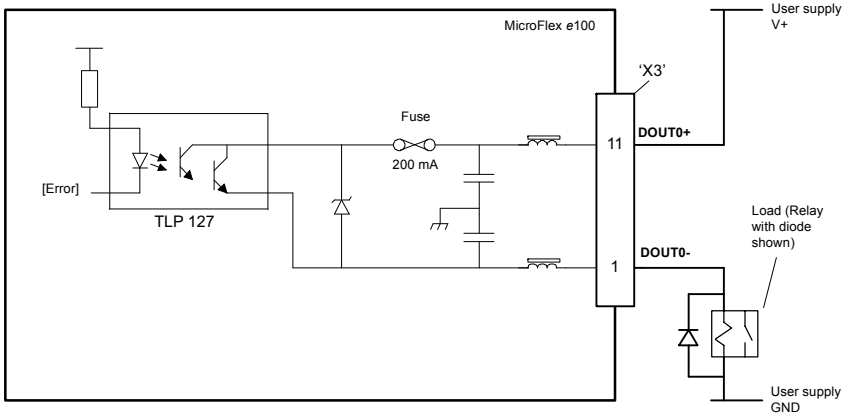 User supply
V+
MicroFlex e100
'X3'
Fuse
11
DOUT0+
200 mA
[Error]
TLP 127
Load (Relay
with diode
shown)
DOUT0-
1
User supply
GND